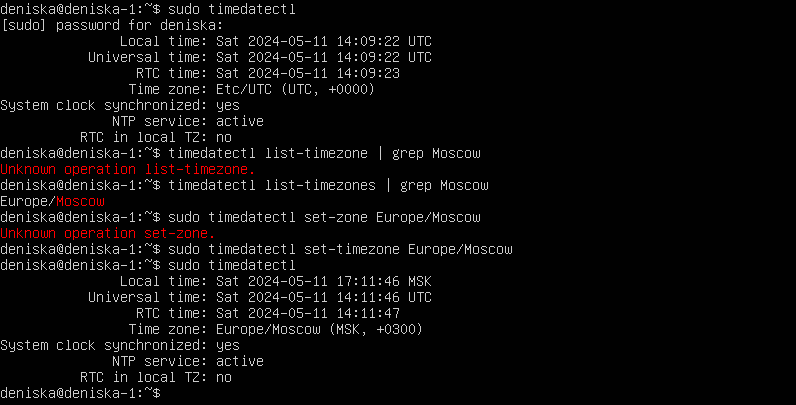 deniska@deniska-1:~$ sudo timedatectl
[sudo] password for deniska:
Local time: Sat 2024-05-11 14:09:22 UTC
Universal time: Sat 2024-05-11 14:09:22 UTC
RTC time: Sat 2024-05-11 14:09:23
Time zone: Etc/UTC (UTC, +0000)
System clock synchronized: yes
NTP service: active
RTC in local TZ: no
deniska@deniska-1:~$ timedatectl list-timezone | grep Moscow
Unknown operation list-timezone.
deniska@deniska-1:~$ timedatectl list-timezones | grep Moscow
Europe/Moscow
deniska@deniska-1:~$ sudo timedatectl set-zone Europe/Moscow
Unknown operation set-zone.
deniska@deniska-1:~$ sudo timedatectl set-timezone Europe/Moscow
deniska@deniska-1:~$ sudo timedatectl
Local time: Sat 2024-05-11 17:11:46 MSK
Universal time: Sat 2024-05-11 14:11:46 UTC
RTC time: Sat 2024-05-11 14:11:47
Time zone: Europe/Moscow (MSK, +0300)
System clock synchronized: yes
NTP service: active
RTC in local TZ: no
deniska@deniska-1:~$